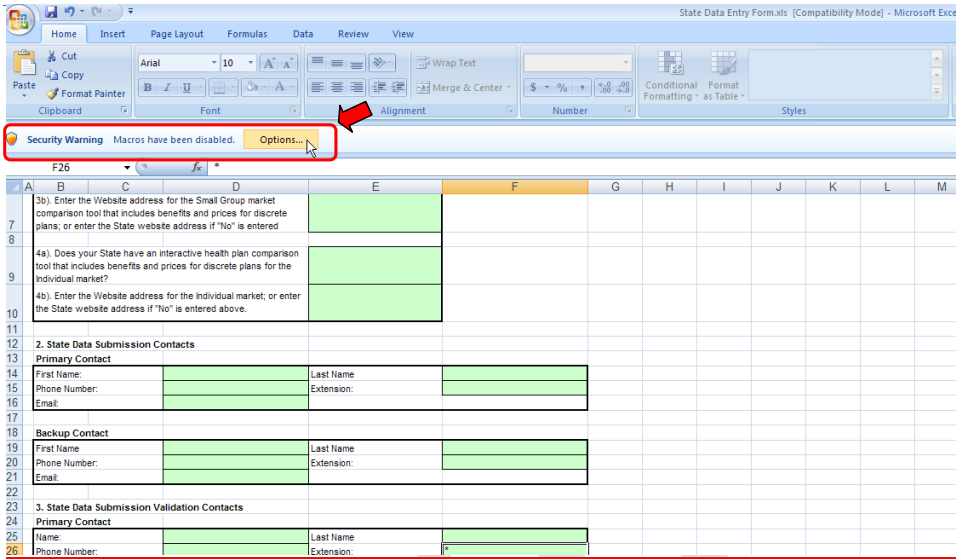 State Data Entry Form.xls [Compatibility Mode] - Microsoft Exce
Home Insert Page Layout Formulas Data Review View
Cut
Copy
Format Painter
Paste
Arial 10 A A
B I U A
Wrap Text
Merge & Center
$ % , .0 .00 .00 .0
Conditional Formatting as Table
Format
Clipboard Font Alignment Number Styles
Security Warning Macros have been disabled. Options...
F26 fx *
A B C D E F G H I J K L M
3b). Enter the Website address for the Small Group market
comparison tool that includes benefits and prices for discrete
7 plans; or enter the State website address if "No" is entered
8
4a). Does your State have an interactive health plan comparison
tool that includes benefits and prices for discrete plans for the
9 Individual market?
4b). Enter the Website address for the Individual market; or enter
10 the State website address if "No" is entered above.
11
12 2. State Data Submission Contacts
13 Primary Contact
14 First Name: Last Name
15 Phone Number: Extension:
16 Email:
17
18 Backup Contact
19 First Name Last Name
20 Phone Number: Extension:
21 Email:
22
23 3. State Data Submission Validation Contacts
24 Primary Contact
25 Name: Last Name
26 Phone Number: Extension: *